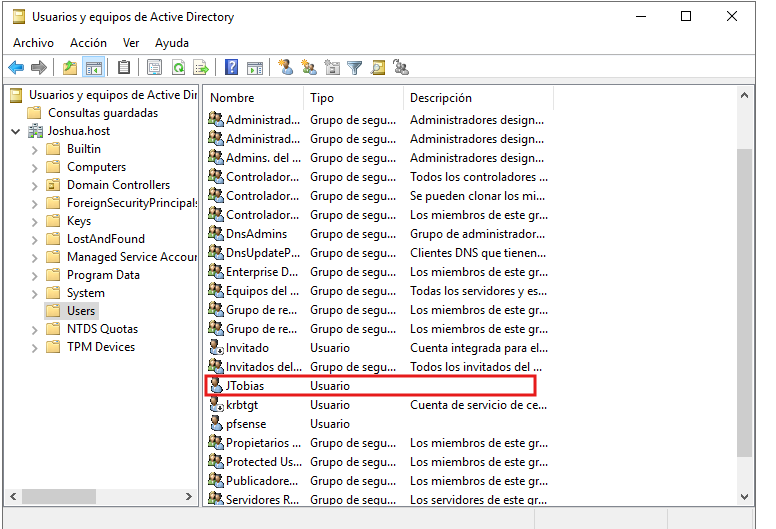 Usuarios y equipos de Active Directory
Archivo Acción Ver Ayuda
Usuarios y equipos de Active Dir
Consultas guardadas
Joshua.host
Builtin
Computers
Domain Controllers
ForeignSecurityPrincipals
Keys
LostAndFound
Managed Service Accour
Program Data
System
Users
NTDS Quotas
TPM Devices
Nombre Tipo Descripción
Administrad... Grupo de segu... Administradores design...
Administrad... Grupo de segu... Administradores design...
Admins. del ... Grupo de segu... Administradores design...
Controlador... Grupo de segu... Todos los controladores ...
Controlador... Grupo de segu... Se pueden clonar los mi...
Controlador... Grupo de segu... Los miembros de este gr...
DnsAdmins Grupo de segu... Grupo de administrador...
DnsUpdateP... Grupo de segu... Clientes DNS que tienen...
Enterprise D... Grupo de segu... Los miembros de este gr...
Equipos del ... Grupo de segu... Todas los servidores y es...
Grupo de re... Grupo de segu... Los miembros de este gr...
Grupo de re... Grupo de segu... Los miembros de este gr...
Invitado Usuario Cuenta integrada para el...
Invitados del... Grupo de segu... Todos los invitados del ...
JTobias Usuario
krbtgt Usuario Cuenta de servicio de ce...
pfsense Usuario
Propietarios ... Grupo de segu... Los miembros de este gr...
Protected Us... Grupo de segu... Los miembros de este gr...
Publicadore... Grupo de segu... Los miembros de este gr...
Servidores R... Grupo de segu... Los servidores de este gr...